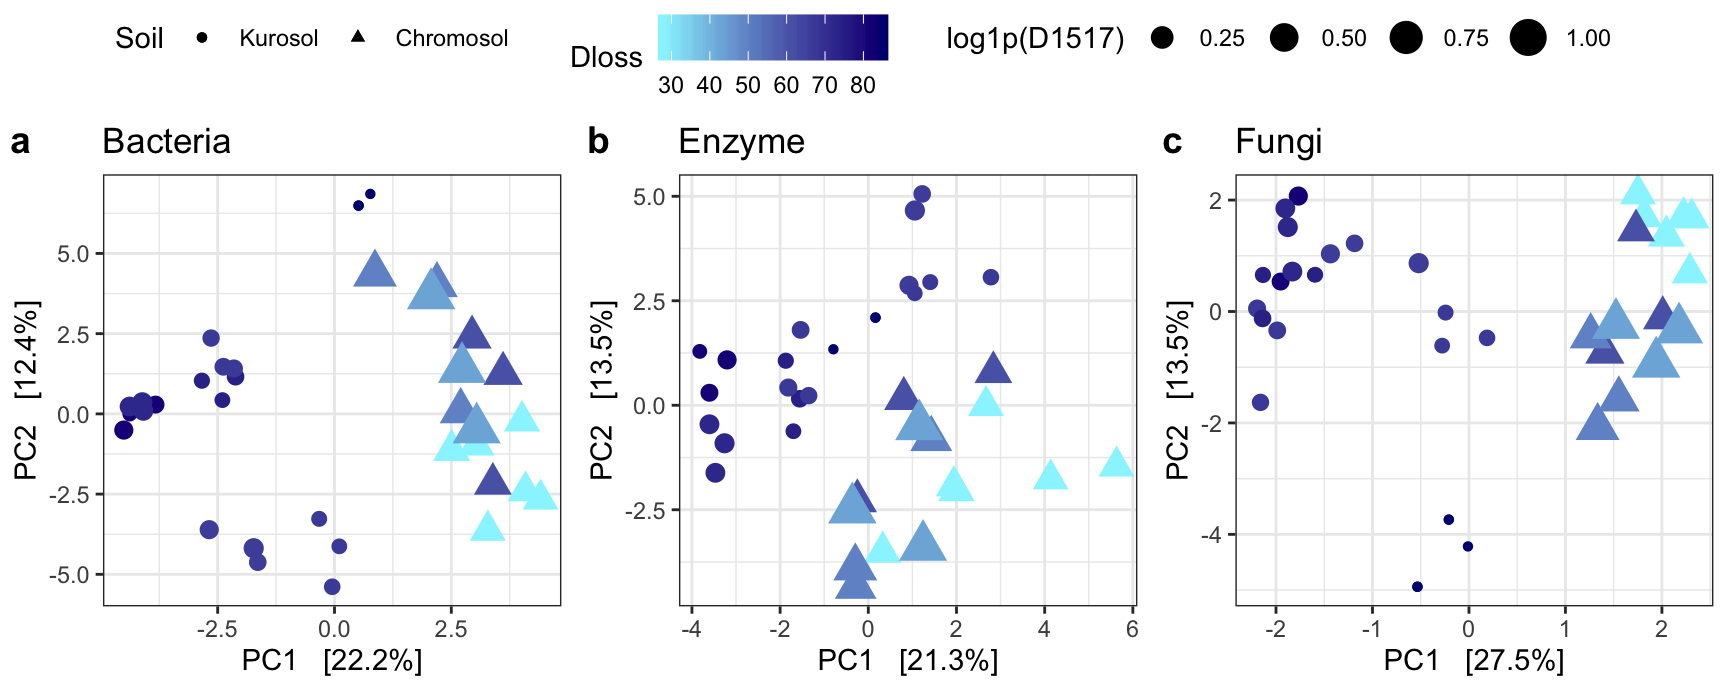 Soil Kurosol Chromosol
Dloss 30 40 50 60 70 80
log1p(D1517) 0.25 0.50 0.75 1.00
a Bacteria
5.0
2.5
0.0
-2.5
-5.0
PC2 [12.4%]
-2.5 0.0 2.5
PC1 [22.2%]
b Enzyme
5.0
2.5
0.0
-2.5
PC2 [13.5%]
-4 -2 0 2 4 6
PC1 [21.3%]
c Fungi
2
0
-2
-4
PC2 [13.5%]
-2 -1 0 1 2
PC1 [27.5%]